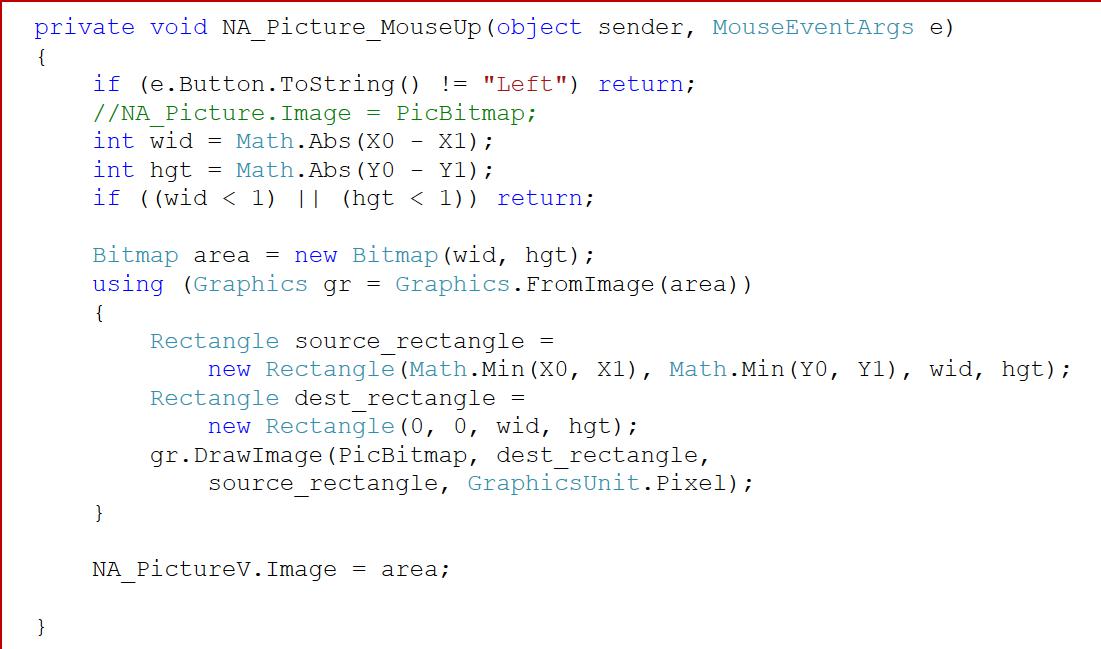 private void NA_Picture_MouseUp(object sender, MouseEventArgs e)
{
    if (e.Button.ToString() != "Left") return;
    //NA_Picture.Image = PicBitmap;
    int wid = Math.Abs(X0 - X1);
    int hgt = Math.Abs(Y0 - Y1);
    if ((wid < 1) || (hgt < 1)) return;

    Bitmap area = new Bitmap(wid, hgt);
    using (Graphics gr = Graphics.FromImage(area))
    {
        Rectangle source_rectangle =
            new Rectangle(Math.Min(X0, X1), Math.Min(Y0, Y1), wid, hgt);
        Rectangle dest_rectangle =
            new Rectangle(0, 0, wid, hgt);
        gr.DrawImage(PicBitmap, dest_rectangle,
            source_rectangle, GraphicsUnit.Pixel);
    }

    NA_PictureV.Image = area;

}